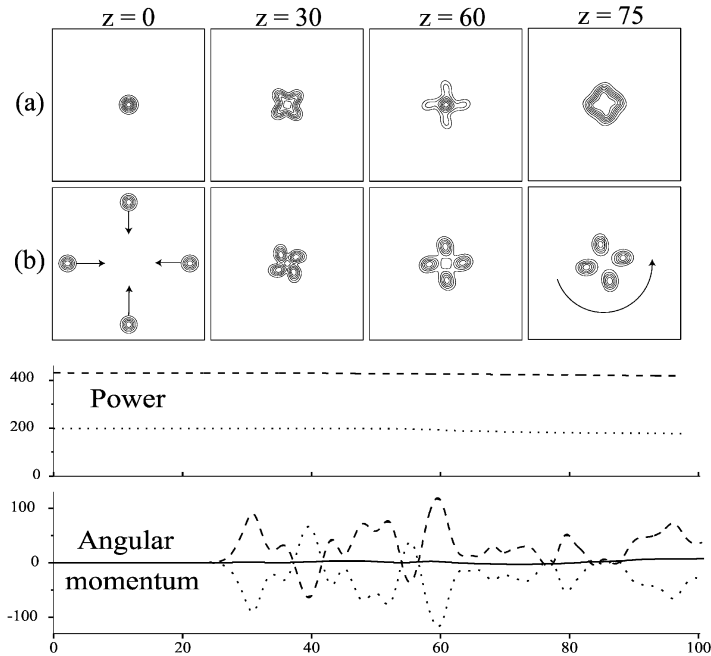 z = 0 z = 30 z = 60 z = 75
(a)
(b)
400
Power
200
0
100
Angular
0
momentum
-100
0 20 40 60 80 100